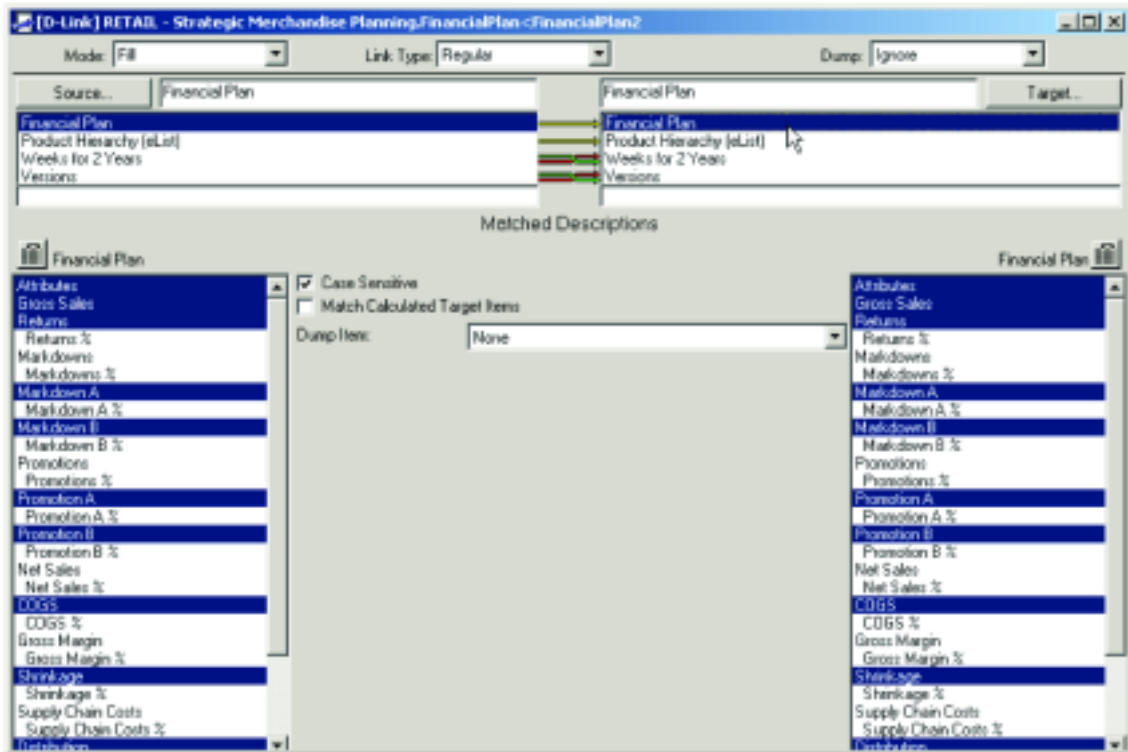 [D-Link] RETAIL - Strategic Merchandise Planning.FinancialPlan<FinancialPlan2
Mode: Fill Link Type: Regular Dump: Ignore
Source... Financial Plan Financial Plan Target...
Financial Plan Financial Plan
Product Hierarchy (eList) Product Hierarchy (eList)
Weeks for 2 Years Weeks for 2 Years
Versions Versions
Matched Descriptions
Financial Plan Financial Plan
Attributes Case Sensitive Attributes
Gross Sales Match Calculated Target Items Gross Sales
Returns Returns
Returns % Dump Item: None Returns %
Markdowns Markdowns
Markdowns % Markdowns %
Markdown A Markdown A
Markdown A % Markdown A %
Markdown B Markdown B
Markdown B % Markdown B %
Promotions Promotions
Promotions % Promotions %
Promotion A Promotion A
Promotion A % Promotion A %
Promotion B Promotion B
Promotion B % Promotion B %
Net Sales Net Sales
Net Sales % Net Sales %
COGS COGS
COGS % COGS %
Gross Margin Gross Margin
Gross Margin % Gross Margin %
Shrinkage Shrinkage
Shrinkage % Shrinkage %
Supply Chain Costs Supply Chain Costs
Supply Chain Costs % Supply Chain Costs %
Distribution Distribution